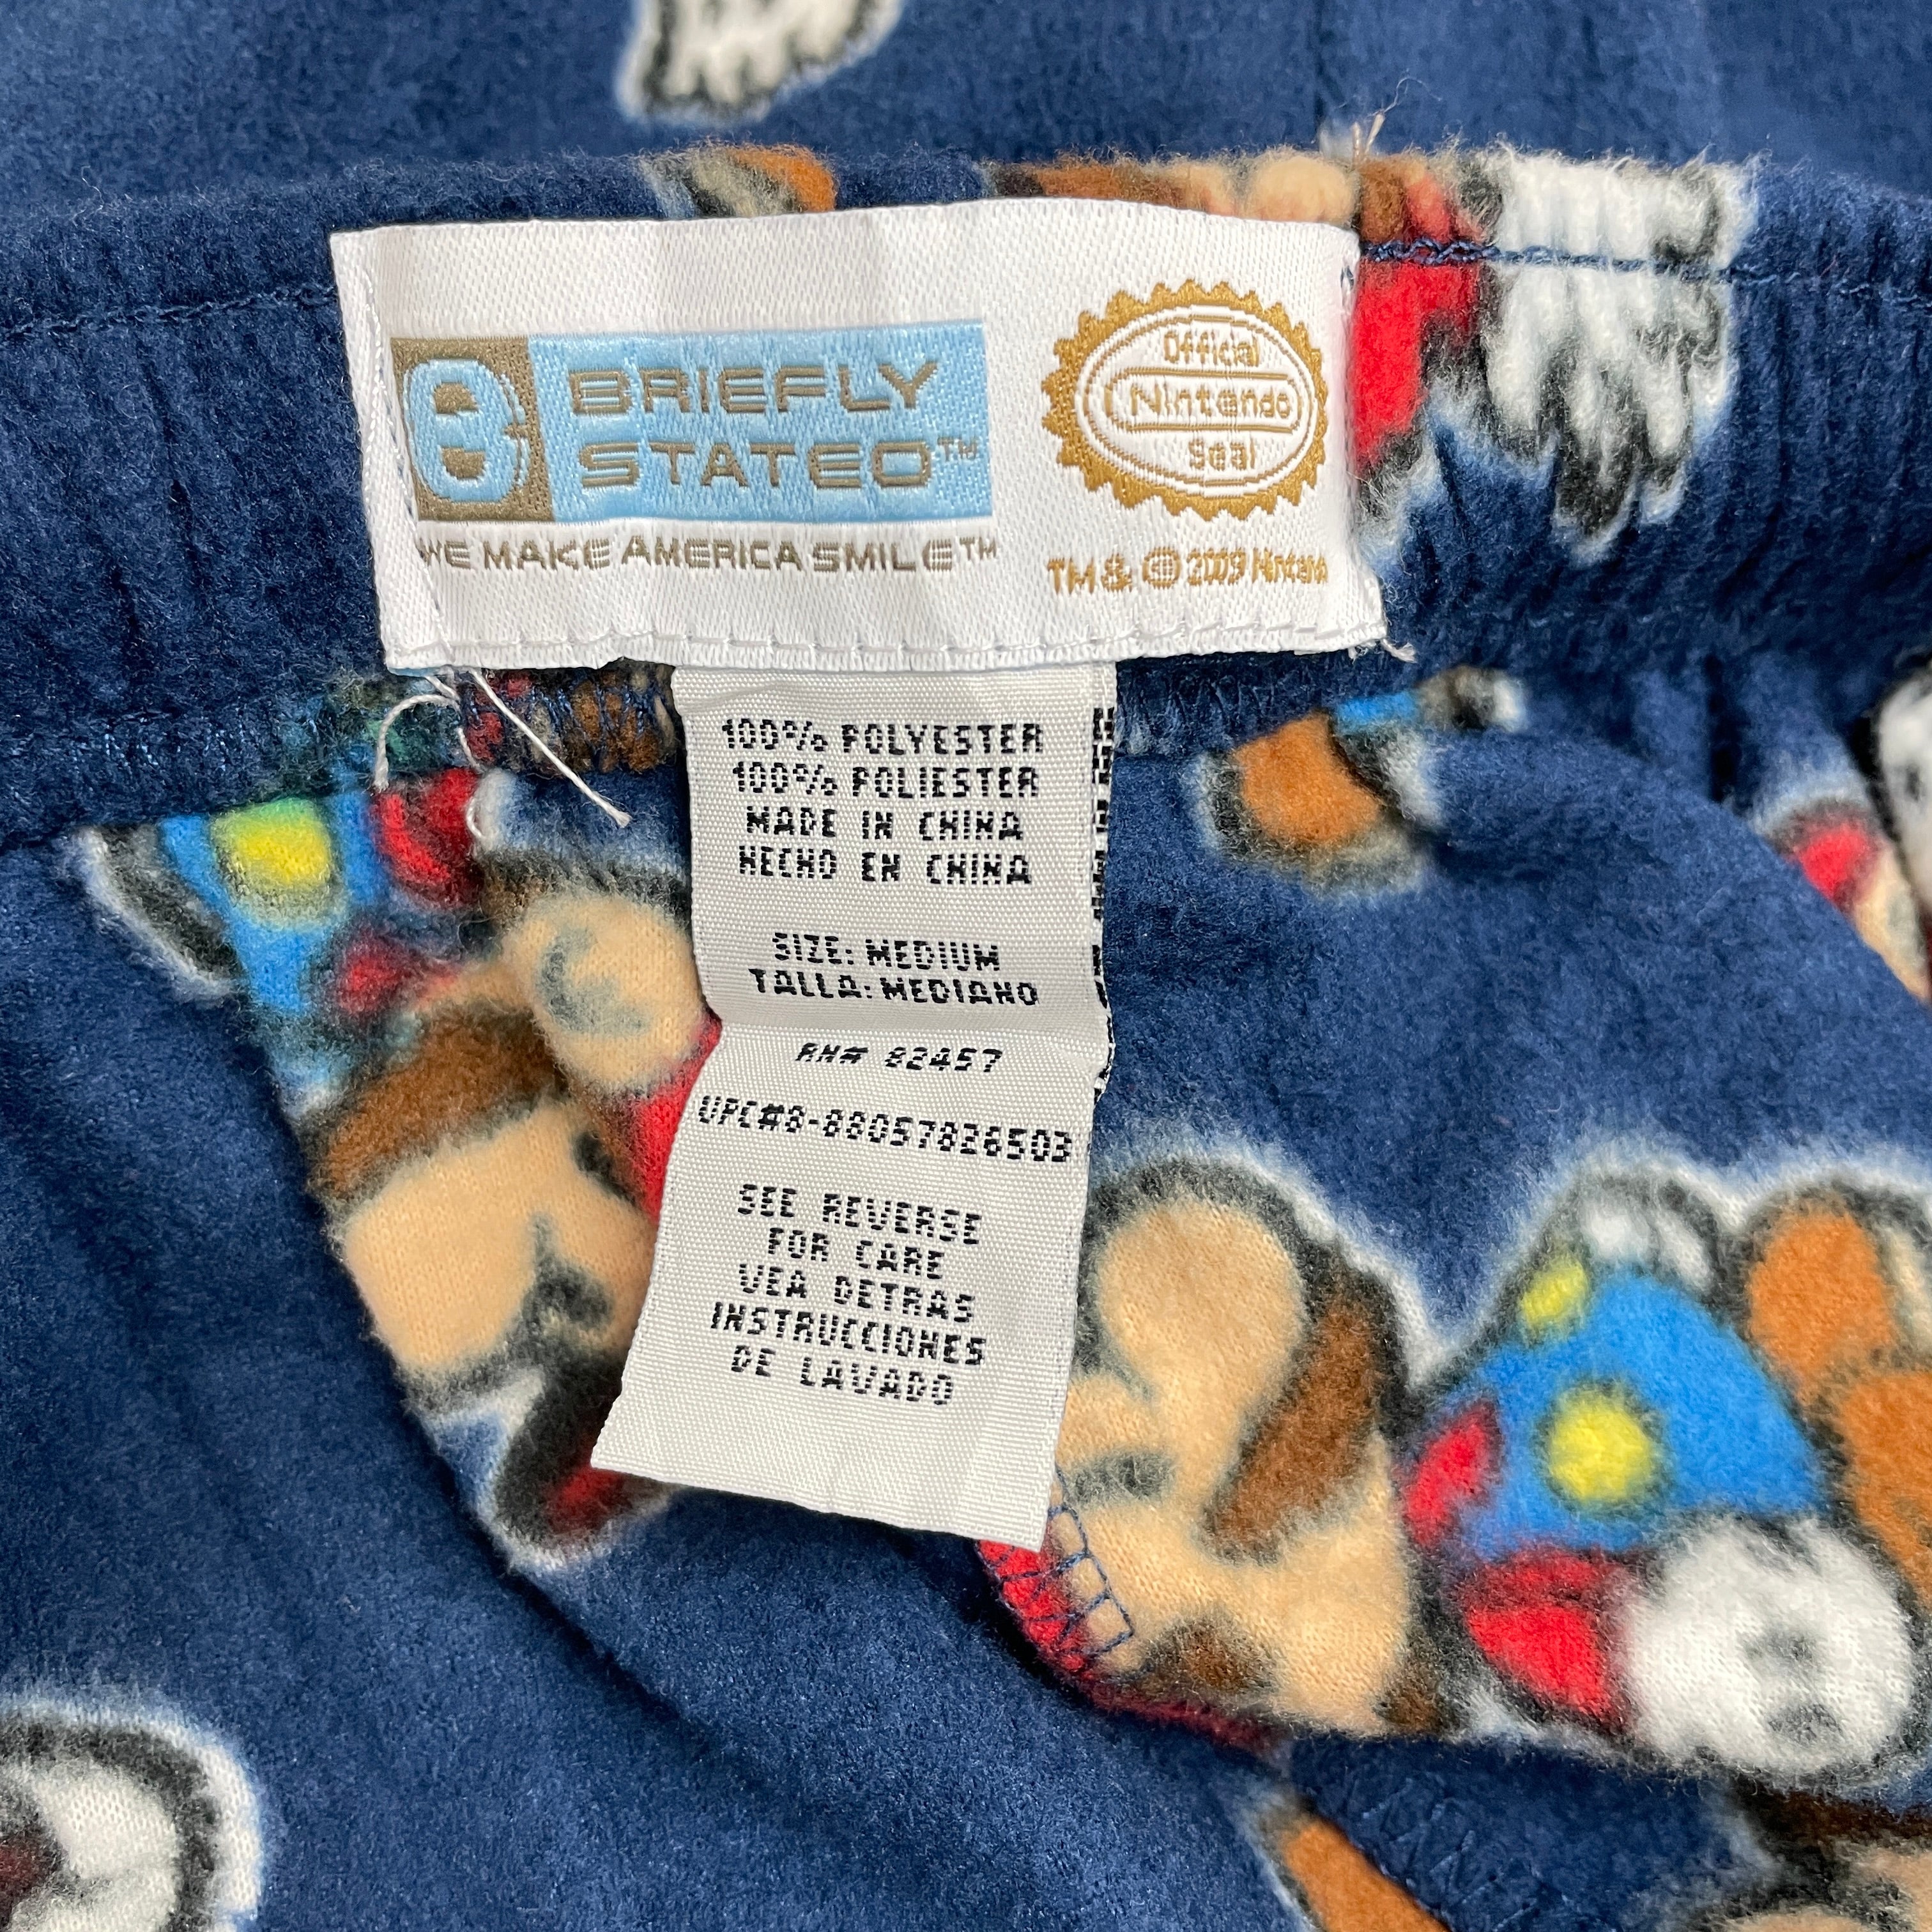 BRIEFLY
STATED™
WE MAKE AMERICA SMILE™
Official
Nintendo
Seal
TM & © 2009 Nintendo
100% POLYESTER
100% POLIESTER
MADE IN CHINA
HECHO EN CHINA
SIZE: MEDIUM
TALLA: MEDIANO
RN# 82457
UPC#8-88057826503
SEE REVERSE
FOR CARE
VEA DETRAS
INSTRUCCIONES
DE LAVADO